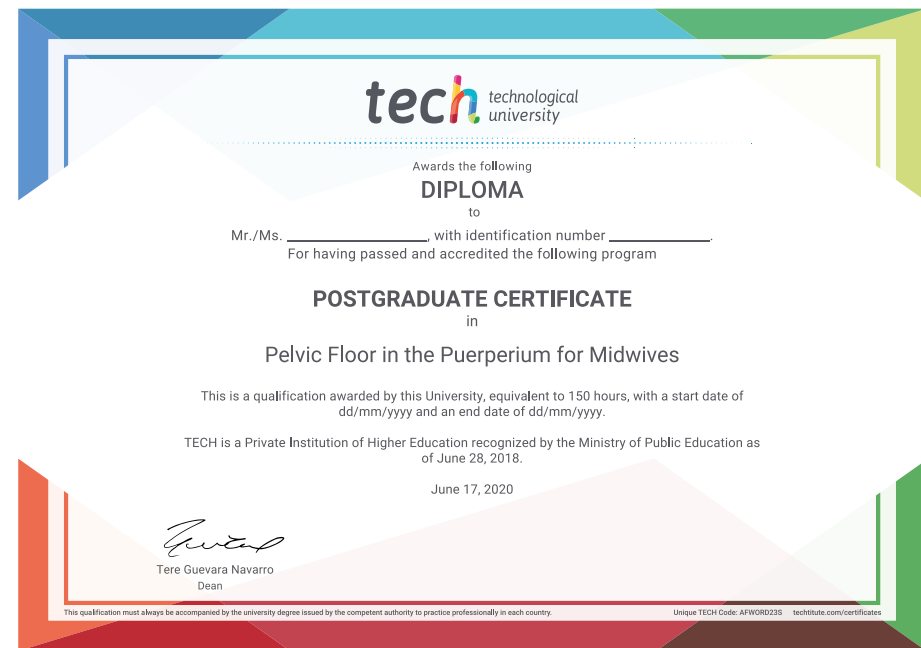 tech technological
university
Awards the following
DIPLOMA
to
Mr./Ms. ____________________, with identification number ______________.
For having passed and accredited the following program
POSTGRADUATE CERTIFICATE
in
Pelvic Floor in the Puerperium for Midwives
This is a qualification awarded by this University, equivalent to 150 hours, with a start date of
dd/mm/yyyy and an end date of dd/mm/yyyy.
TECH is a Private Institution of Higher Education recognized by the Ministry of Public Education as
of June 28, 2018.
June 17, 2020
Tere Guevara Navarro
Dean
This qualification must always be accompanied by the university degree issued by the competent authority to practice professionally in each country. Unique TECH Code: AFWORD23S techtitute.com/certificates